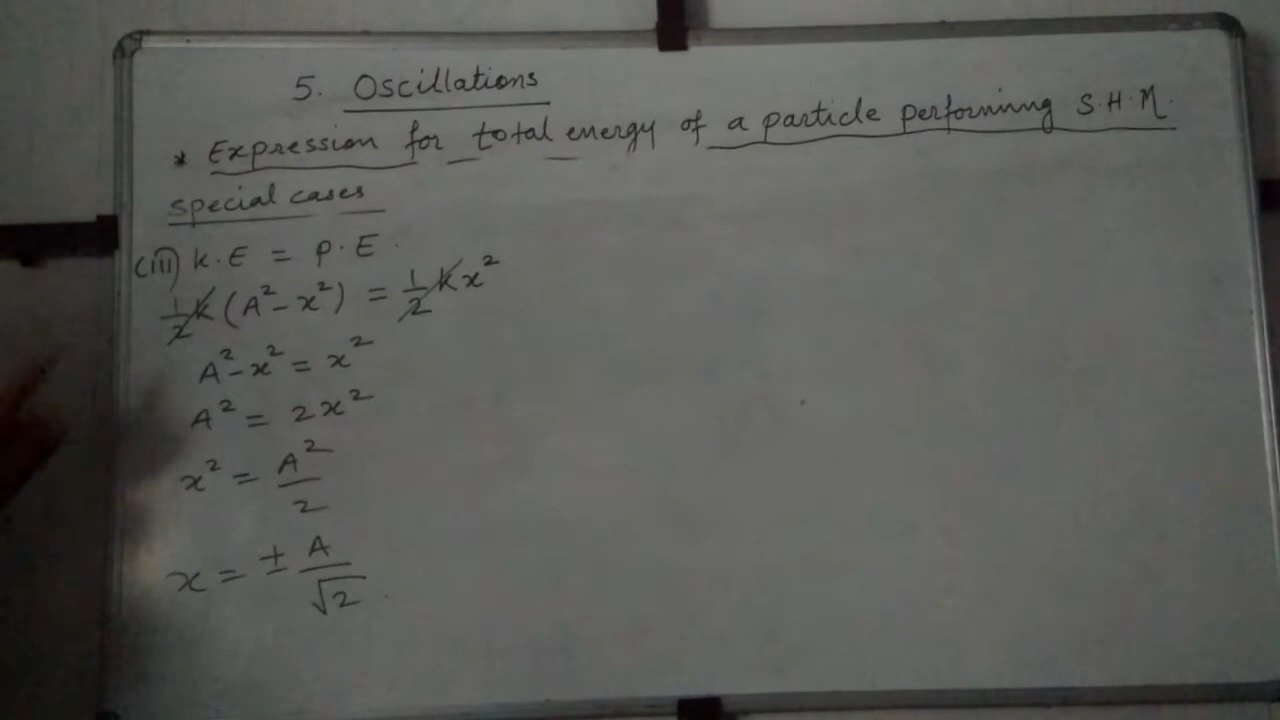 5. Oscillations
* Expression for total energy of a particle performing S.H.M.
special cases
(iii) K.E = P.E.
1/2 K (A² - x²) = 1/2 K x²
A² - x² = x²
A² = 2x²
x² = A²/2
x = ± A/√2.